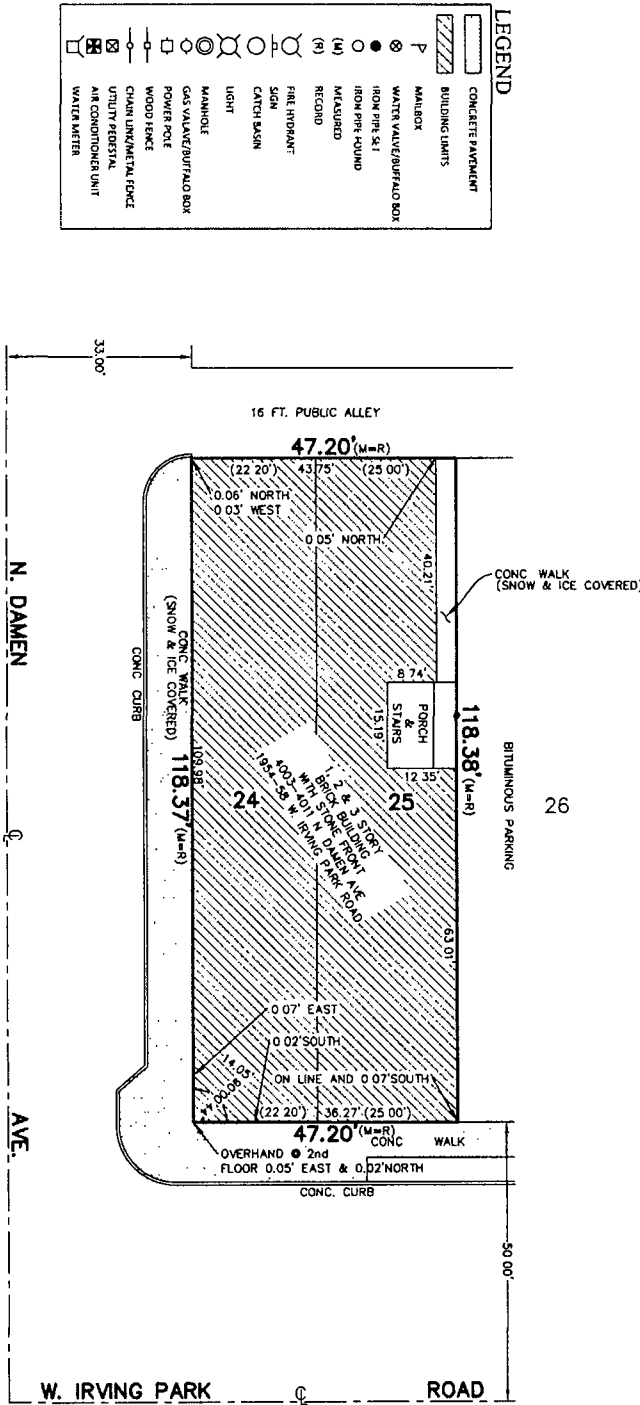 LEGEND
CONCRETE PAVEMENT
BUILDING LIMITS
MAILBOX
WATER VALVE/BUFFALO BOX
IRON PIPE SET
IRON PIPE FOUND
(M) MEASURED
(R) RECORD
FIRE HYDRANT
SIGN
CATCH BASIN
LIGHT
MANHOLE
GAS VALAVE/BUFFALO BOX
POWER POLE
WOOD FENCE
CHAIN LINK/METAL FENCE
UTILITY PEDESTAL
AIR CONDITIONER UNIT
WATER METER
33.00'
16 FT. PUBLIC ALLEY
47.20'(M=R)
(22 20') 43.75' (25 00')
0.06' NORTH
0 03' WEST
0 05' NORTH
40.21'
CONC WALK
(SNOW & ICE COVERED)
8 74'
PORCH
&
STAIRS
15.19'
12 35'
118.38'(M=R)
BITUMINOUS PARKING
26
N. DAMEN AVE.
CONC CURB
CONC WALK
(SNOW & ICE COVERED)
109.98'
118.37'(M=R)
24
25
1, 2 & 3 STORY
BRICK BUILDING
WITH STONE FRONT
4003-4011 N DAMEN AVE
1954-58 W. IRVING PARK ROAD
63.01'
0 07' EAST
0 02'SOUTH
14.05'
ON LINE AND 0 07'SOUTH
(22 20') 36.27' (25 00')
47.20'(M=R)
CONC WALK
OVERHAND @ 2nd
FLOOR 0.05' EAST & 0.02'NORTH
CONC. CURB
50 00'
W. IRVING PARK ROAD